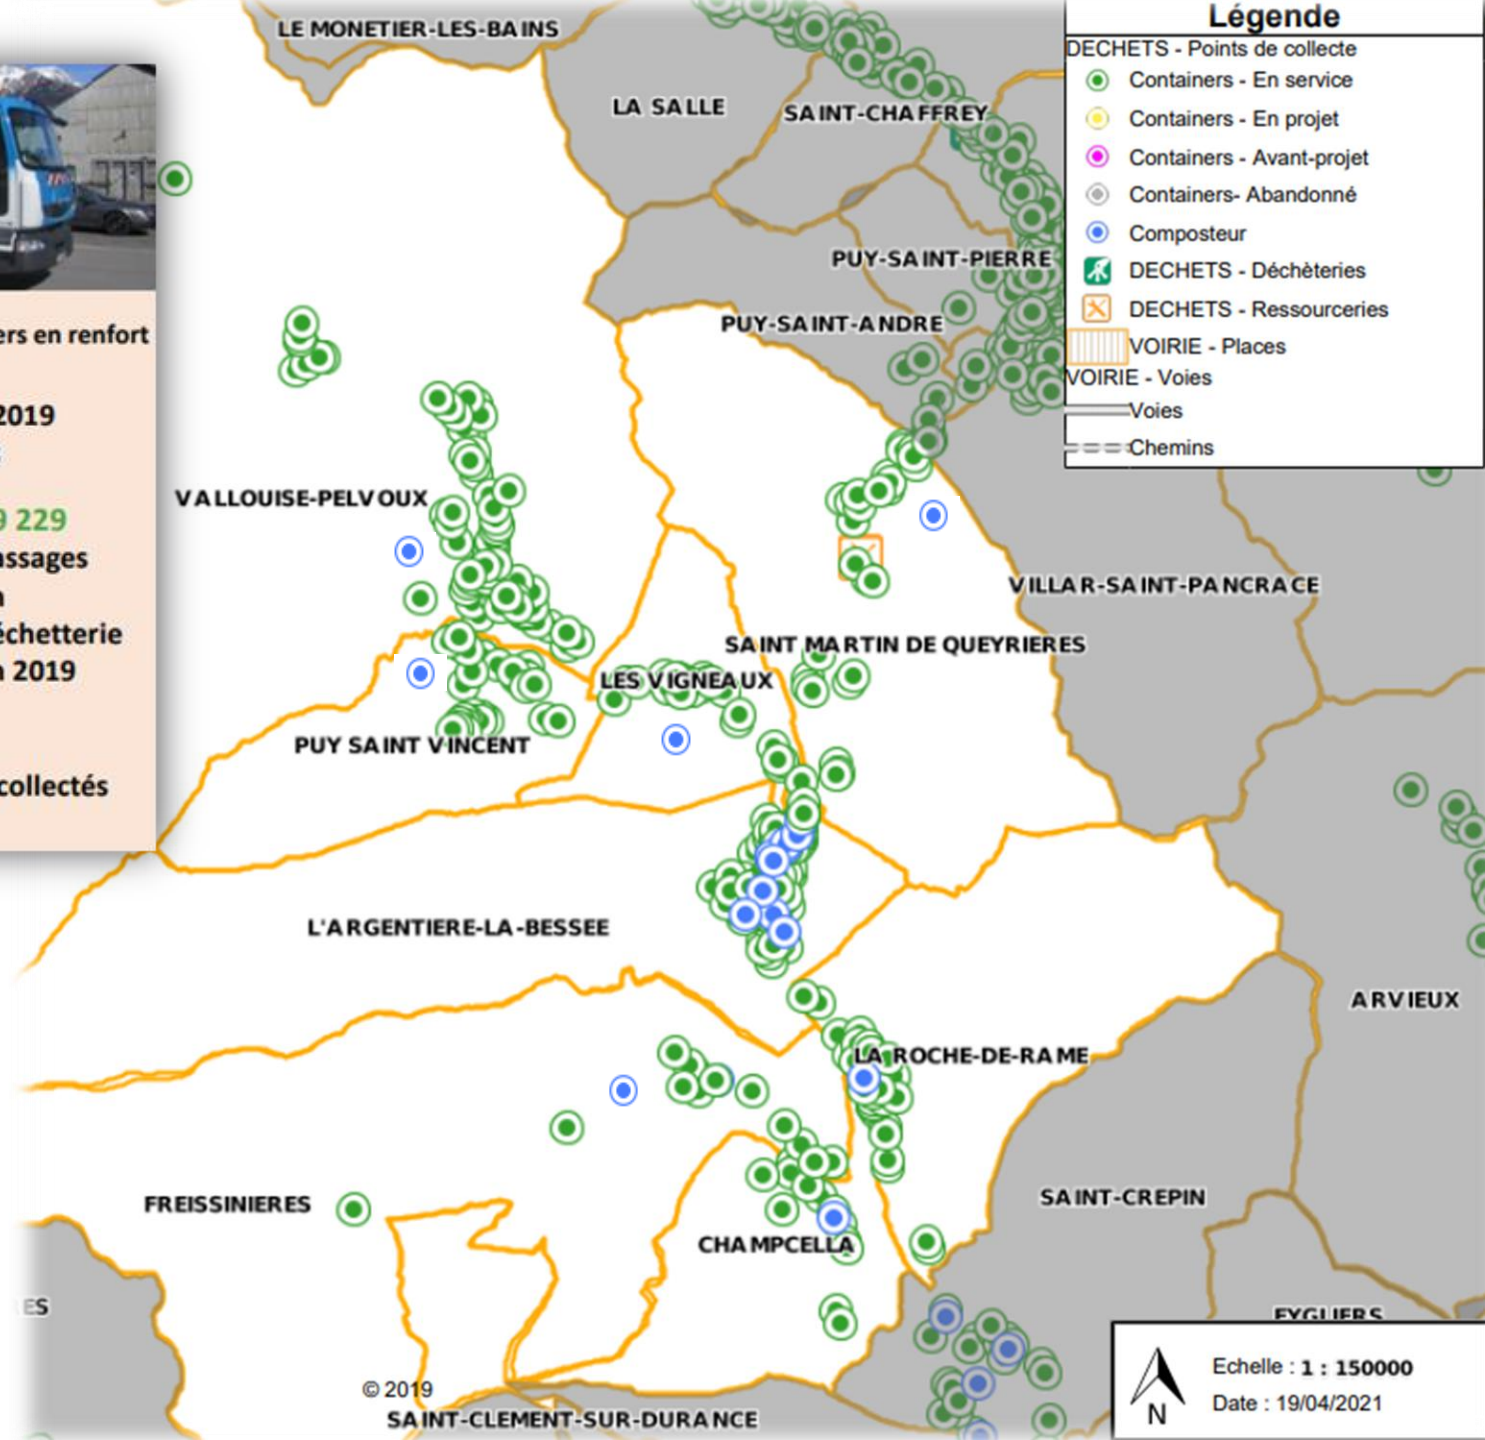 LE MONETIER-LES-BAINS
LA SALLE
SAINT-CHAFFREY
PUY-SAINT-PIERRE
PUY-SAINT-ANDRE
Légende
DECHETS - Points de collecte
Containers - En service
Containers - En projet
Containers - Avant-projet
Containers- Abandonné
Composteur
DECHETS - Déchèteries
DECHETS - Ressourceries
VOIRIE - Places
VOIRIE - Voies
Voies
Chemins
en renfort
2019
229
échetterie
2019
collectés
VALLOUISE-PELVOUX
VILLAR-SAINT-PANCRACE
SAINT MARTIN DE QUEYRIERES
LES VIGNEAUX
PUY SAINT VINCENT
L'ARGENTIERE-LA-BESSEE
ARVIEUX
LA ROCHE-DE-RAME
FREISSINIERES
SAINT-CREPIN
CHAMPCELLA
ES
EYGLIERS
© 2019
SAINT-CLEMENT-SUR-DURANCE
Echelle : 1 : 150000
Date : 19/04/2021
N